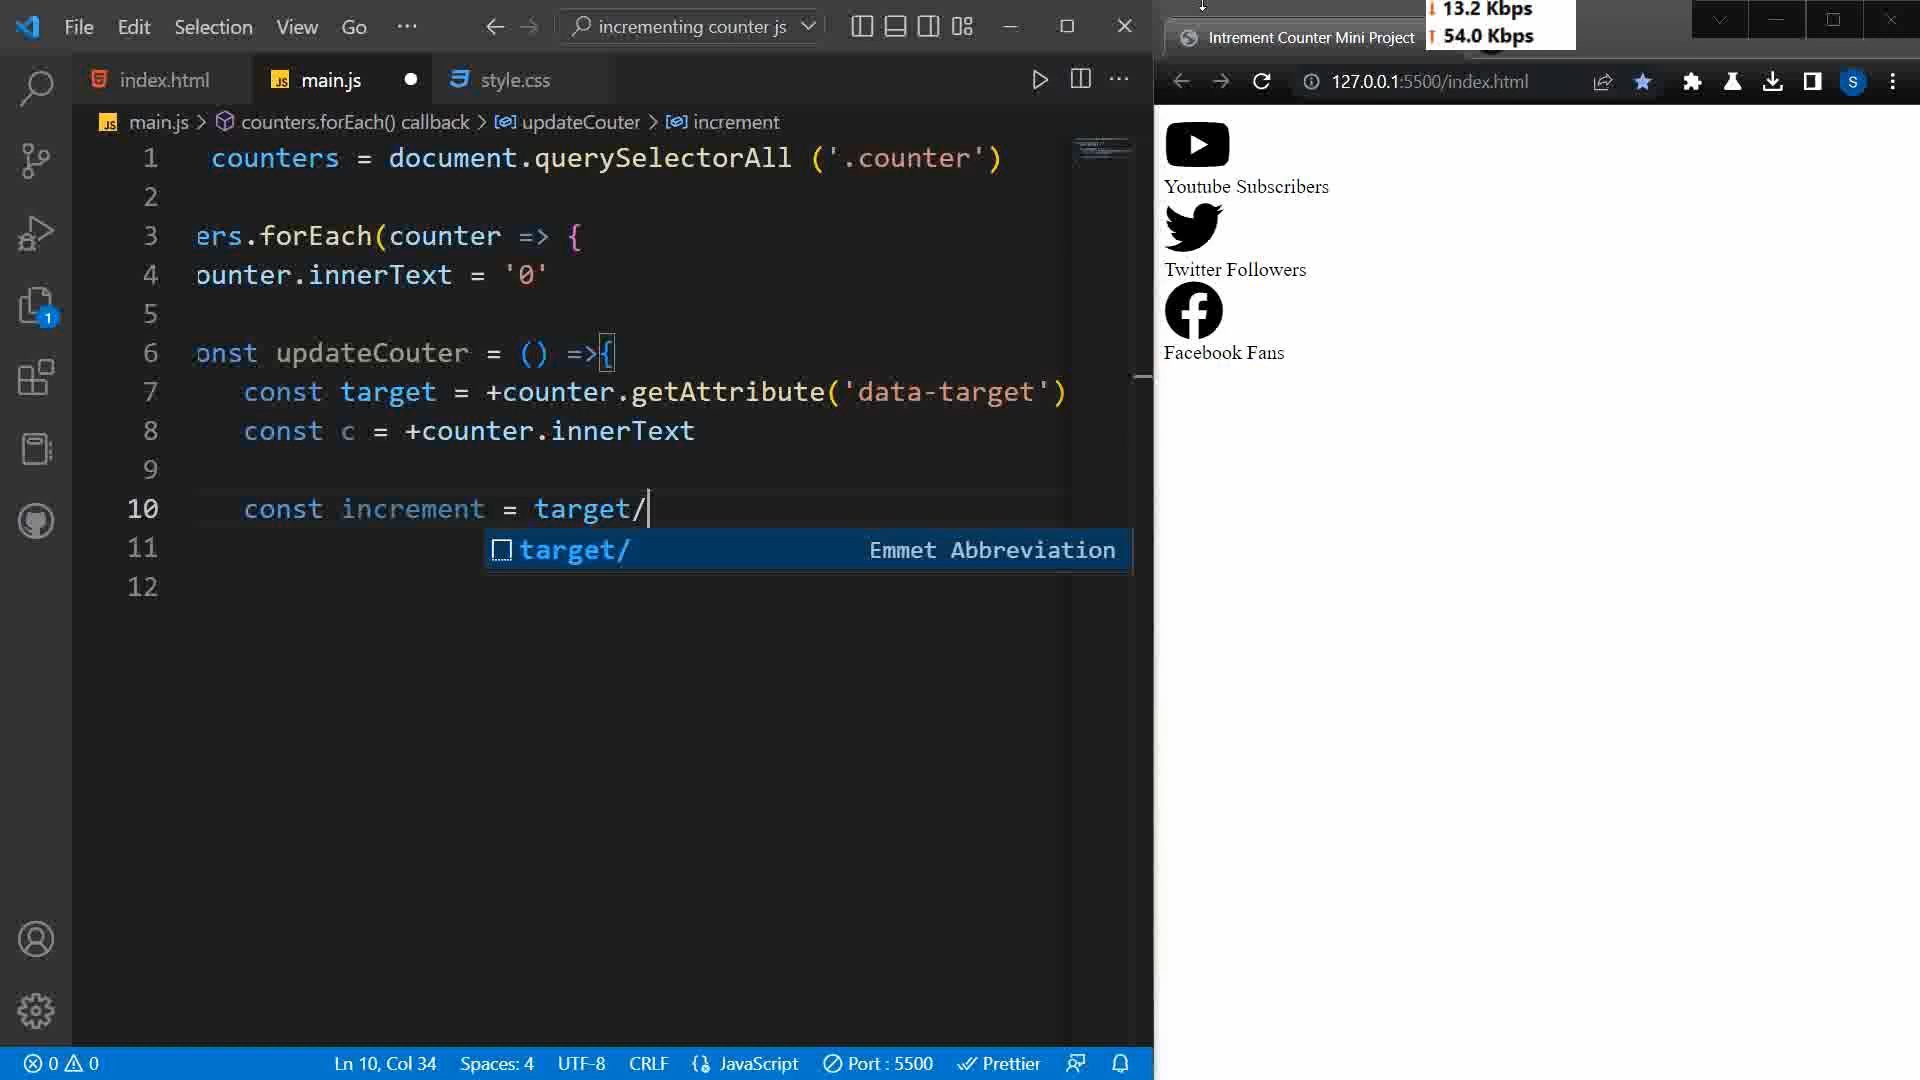 File Edit Selection View Go ··· incrementing counter js
index.html main.js style.css
main.js > counters.forEach() callback > updateCouter > increment
1 counters = document.querySelectorAll ('.counter')
2
3 ers.forEach(counter => {
4 ounter.innerText = '0'
5
6 onst updateCouter = () =>{
7 const target = +counter.getAttribute('data-target')
8 const c = +counter.innerText
9
10 const increment = target/
11 target/ Emmet Abbreviation
12
1
0 0 Ln 10, Col 34 Spaces: 4 UTF-8 CRLF JavaScript Port : 5500 Prettier
13.2 Kbps
54.0 Kbps
Intrement Counter Mini Project
127.0.0.1:5500/index.html S
Youtube Subscribers
Twitter Followers
Facebook Fans